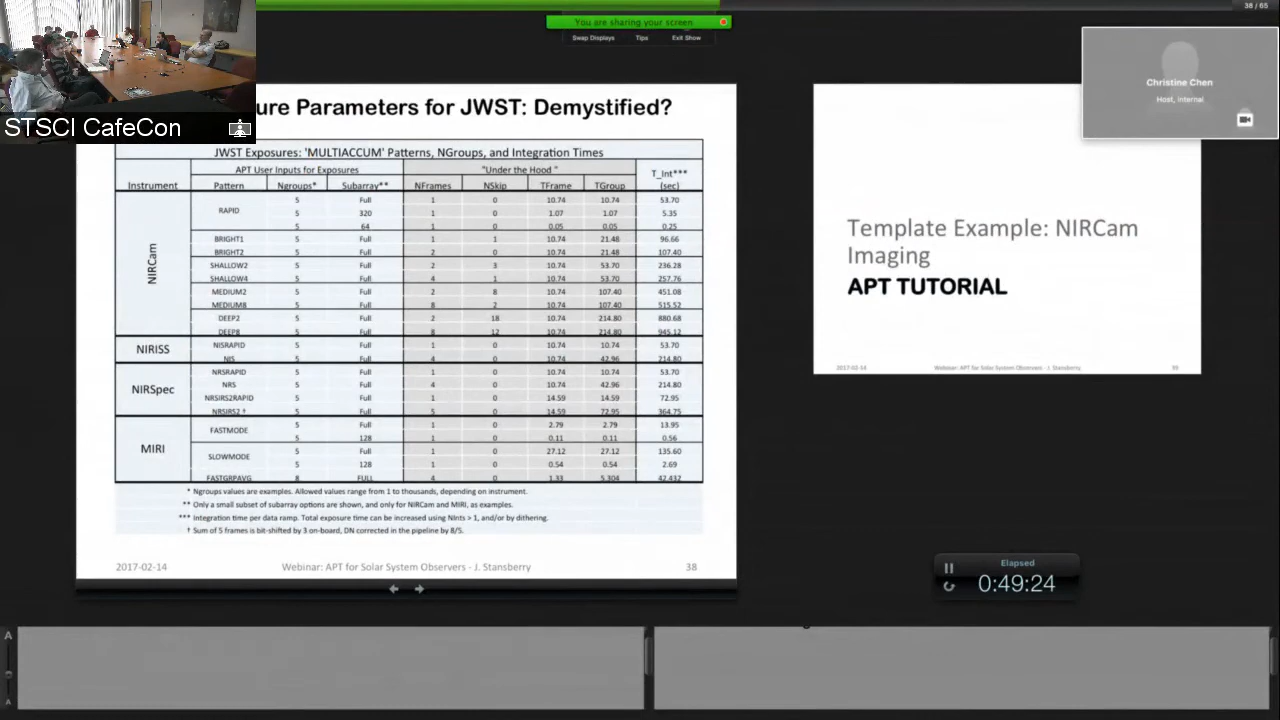 38 / 65
You are sharing your screen
Swap Displays Tips Exit Show
Christine Chen
Host, internal
STSCI CafeCon
ure Parameters for JWST: Demystified?
JWST Exposures: 'MULTIACCUM' Patterns, NGroups, and Integration Times
APT User Inputs for Exposures "Under the Hood " T_Int***
Instrument Pattern Ngroups* Subarray** NFrames NSkip TFrame TGroup (sec)
NIRCam RAPID 5 Full 1 0 10.74 10.74 53.70
5 320 1 0 1.07 1.07 5.35
5 64 1 0 0.05 0.05 0.25
BRIGHT1 5 Full 1 1 10.74 21.48 96.66
BRIGHT2 5 Full 2 0 10.74 21.48 107.40
SHALLOW2 5 Full 2 3 10.74 53.70 236.28
SHALLOW4 5 Full 4 1 10.74 53.70 257.76
MEDIUM2 5 Full 2 8 10.74 107.40 451.08
MEDIUM8 5 Full 8 2 10.74 107.40 515.52
DEEP2 5 Full 2 18 10.74 214.80 880.68
DEEP8 5 Full 8 12 10.74 214.80 945.12
NIRISS NISRAPID 5 Full 1 0 10.74 10.74 53.70
NIS 5 Full 4 0 10.74 42.96 214.80
NIRSpec NRSRAPID 5 Full 1 0 10.74 10.74 53.70
NRS 5 Full 4 0 10.74 42.96 214.80
NRSIRS2RAPID 5 Full 1 0 14.59 14.59 72.95
NRSIRS2 † 5 Full 5 0 14.59 72.95 364.75
MIRI FASTMODE 5 Full 1 0 2.79 2.79 13.95
5 128 1 0 0.11 0.11 0.56
SLOWMODE 5 Full 1 0 27.12 27.12 135.60
5 128 1 0 0.54 0.54 2.69
FASTGRPAVG 8 FULL 4 0 1.33 5.304 42.432
* Ngroups values are examples. Allowed values range from 1 to thousands, depending on instrument.
** Only a small subset of subarray options are shown, and only for NIRCam and MIRI, as examples.
*** Integration time per data ramp. Total exposure time can be increased using NInts > 1, and/or by dithering.
† Sum of 5 frames is bit-shifted by 3 on-board, DN corrected in the pipeline by 8/5.
2017-02-14 Webinar: APT for Solar System Observers - J. Stansberry 38
Template Example: NIRCam
Imaging
APT TUTORIAL
2017-02-14 Webinar: APT for Solar System Observers - J. Stansberry 39
Elapsed
0:49:24
A
A